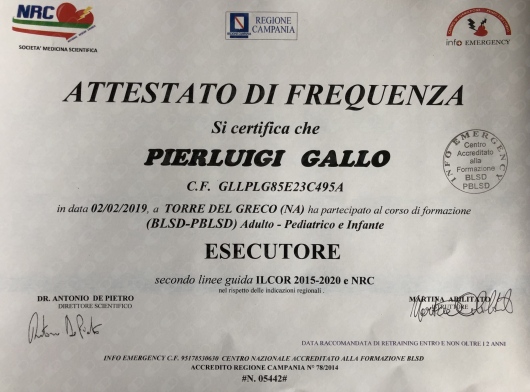 NRC
SOCIETA' MEDICINA SCIENTIFICA
REGIONE
CAMPANIA
info EMERGENCY
ATTESTATO DI FREQUENZA
Si certifica che
PIERLUIGI GALLO
C.F. GLLPLG85E23C495A
INFO EMERGENCY
Centro
Accreditato
alla
Formazione
BLSD
PBLSD
in data 02/02/2019, a TORRE DEL GRECO (NA) ha partecipato al corso di formazione
(BLSD-PBLSD) Adulto - Pediatrico e Infante
ESECUTORE
secondo linee guida ILCOR 2015-2020 e NRC
nel rispetto delle indicazioni regionali .
DR. ANTONIO DE PIETRO
DIRETTORE SCIENTIFICO
MARTINA ABILITATO
DATA RACCOMANDATA DI RETRAINING ENTRO E NON OLTRE I 2 ANNI
INFO EMERGENCY C.F. 95178530630 CENTRO NAZIONALE ACCREDITATO ALLA FORMAZIONE BLSD
ACCREDITO REGIONE CAMPANIA N° 78/2014
#N. 05442#